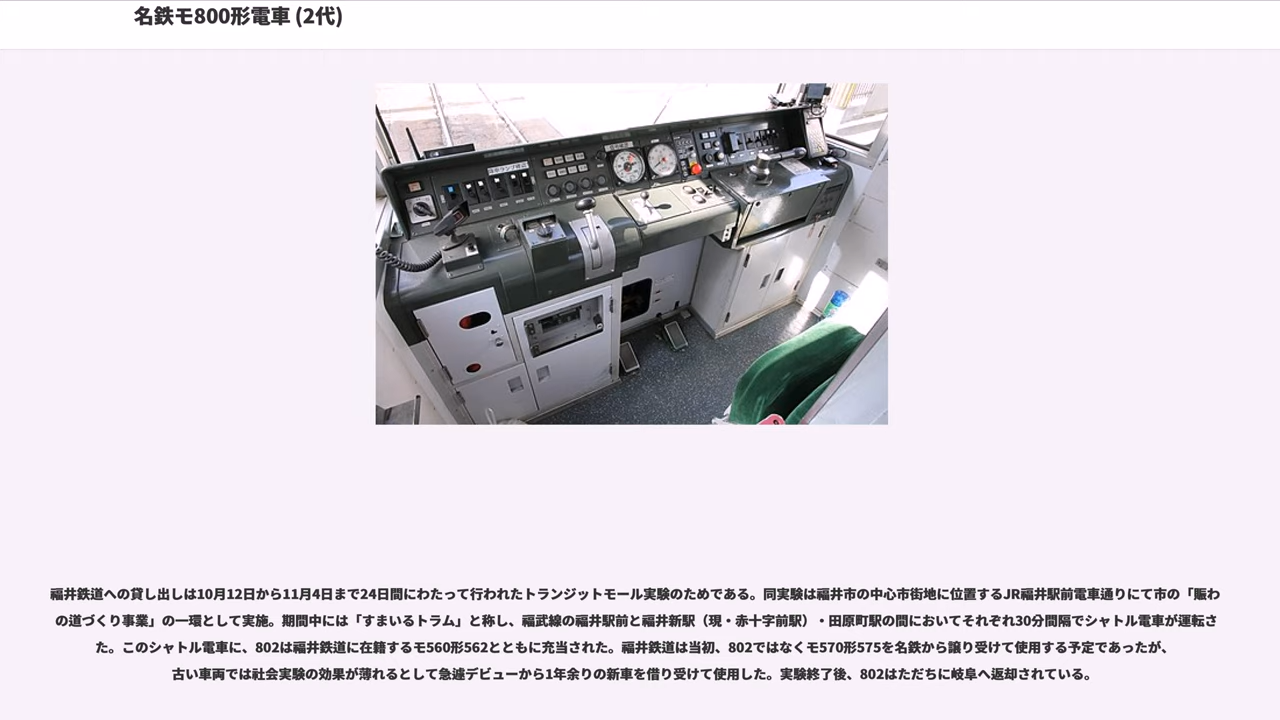 名鉄モ800形電車 (2代)
福井鉄道への貸し出しは10月12日から11月4日まで24日間にわたって行われたトランジットモール実験のためである。同実験は福井市の中心市街地に位置するJR福井駅前電車通りにて市の「賑わ
の道づくり事業」の一環として実施。期間中には「すまいるトラム」と称し、福武線の福井駅前と福井新駅（現・赤十字前駅）・田原町駅の間においてそれぞれ30分間隔でシャトル電車が運転さ
た。このシャトル電車に、802は福井鉄道に在籍するモ560形562とともに充当された。福井鉄道は当初、802ではなくモ570形575を名鉄から譲り受けて使用する予定であったが、
古い車両では社会実験の効果が薄れるとして急遽デビューから1年余りの新車を借り受けて使用した。実験終了後、802はただちに岐阜へ返却されている。